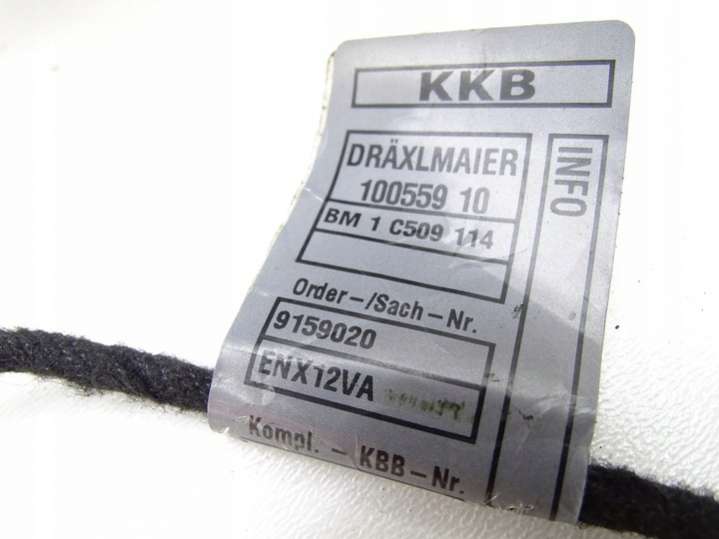 KKB
DRÄXLMAIER
100559 10
BM 1 C509 114
INFO
Order-/Sach-Nr.
9159020
ENX12VA
Kompl. - KBB-Nr.